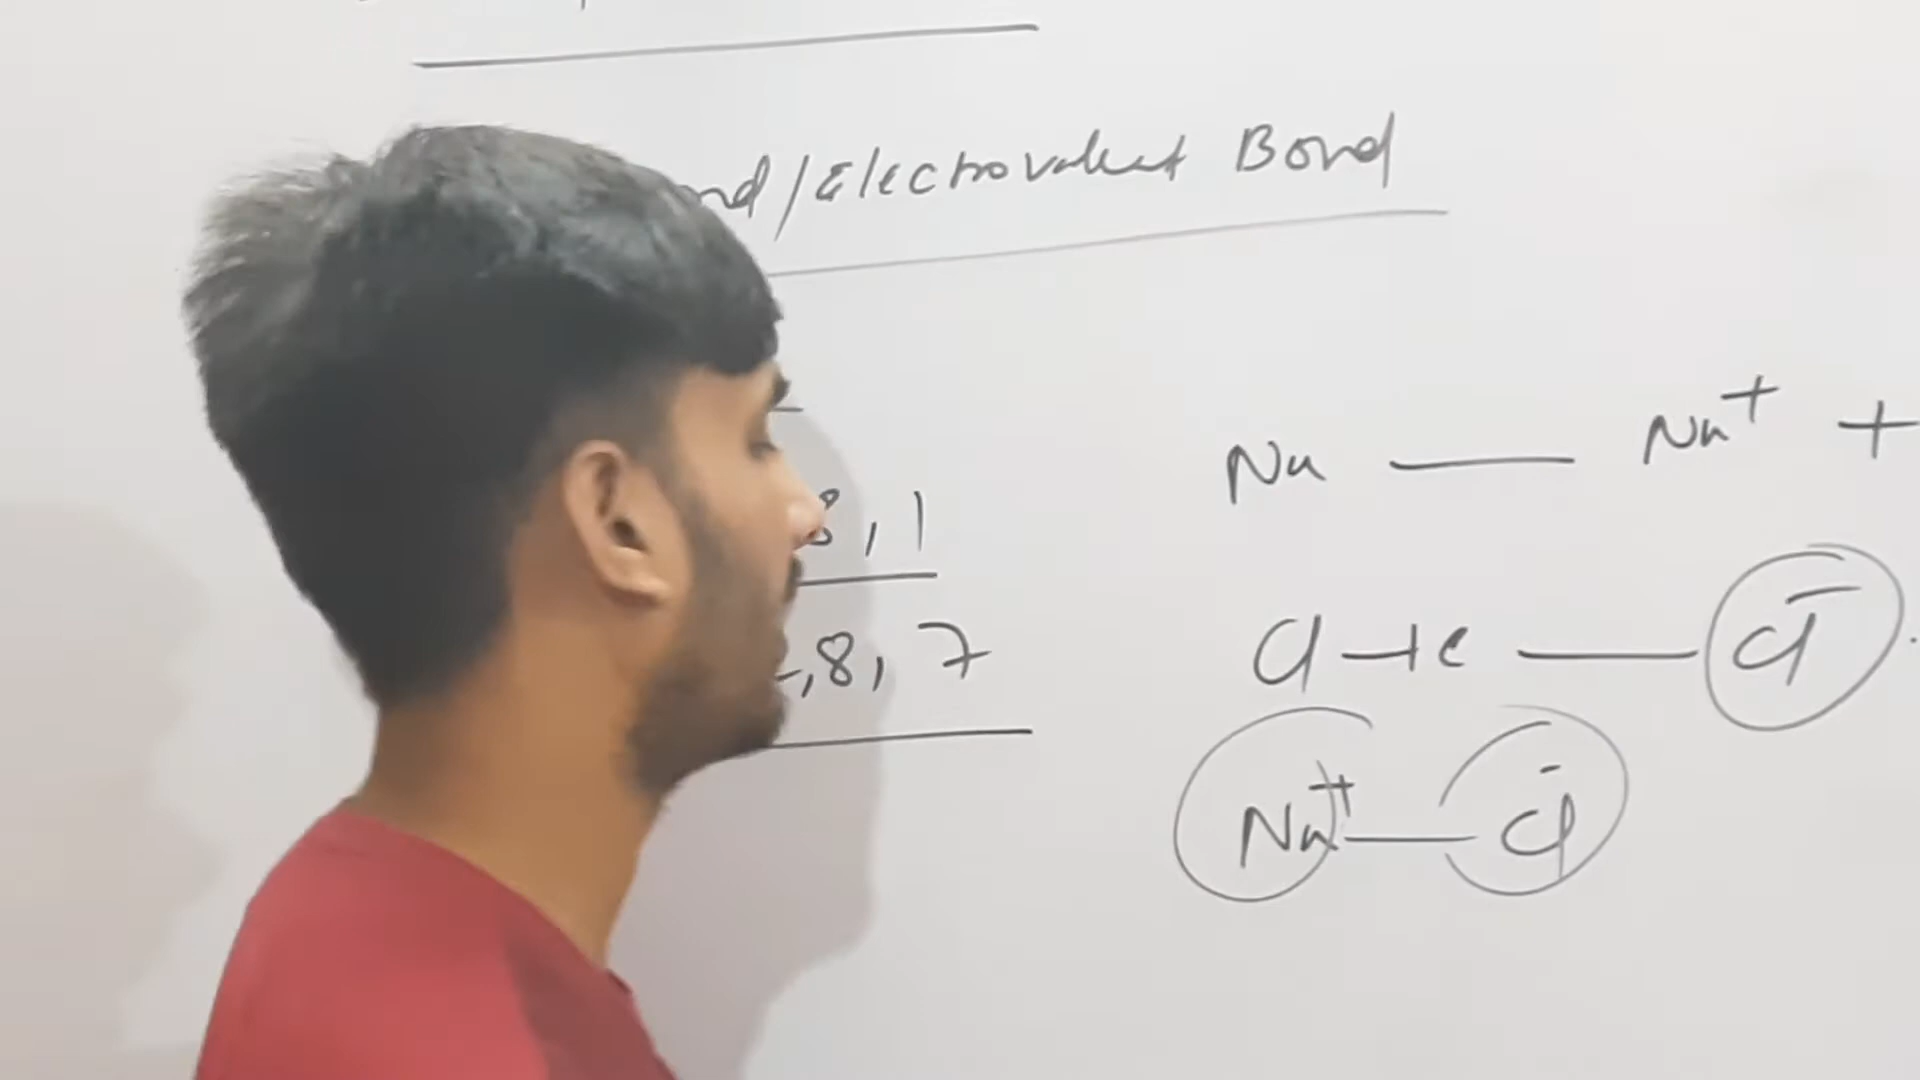 nd/Electrovalent Bond
8, 1
Na — Na⁺ +
,8, 7
Cl — + e — Cl⁻
Na⁺ — Cl⁻